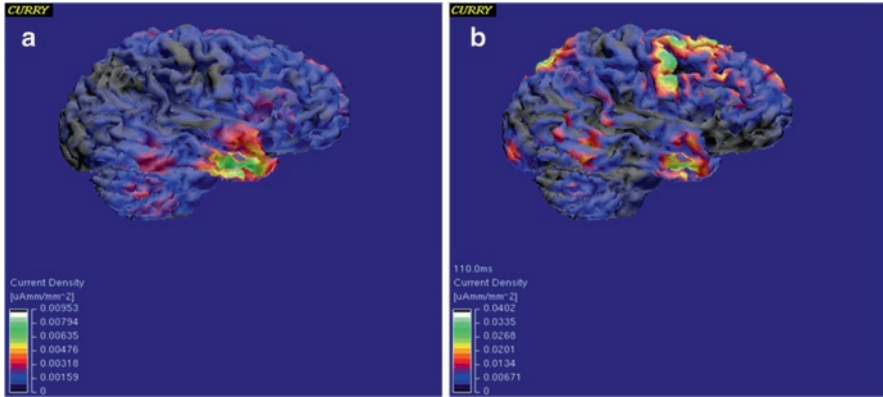 CURRY
a
Current Density
[uAmm/mm^2]
0.00953
0.00794
0.00635
0.00476
0.00318
0.00159
0
CURRY
b
110.0ms
Current Density
[uAmm/mm^2]
0.0402
0.0335
0.0268
0.0201
0.0134
0.00671
0